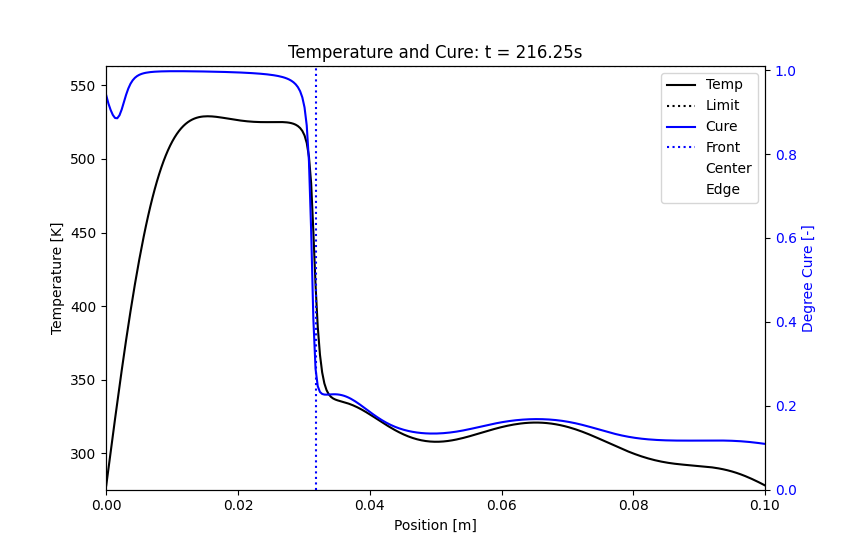 Temperature and Cure: t = 216.25s
Temperature [K]
550
500
450
400
350
300
Temp
Limit
Cure
Front
Center
Edge
1.0
0.8
0.6
0.4
0.2
0.0
Degree Cure [-]
0.00
0.02
0.04
0.06
0.08
0.10
Position [m]